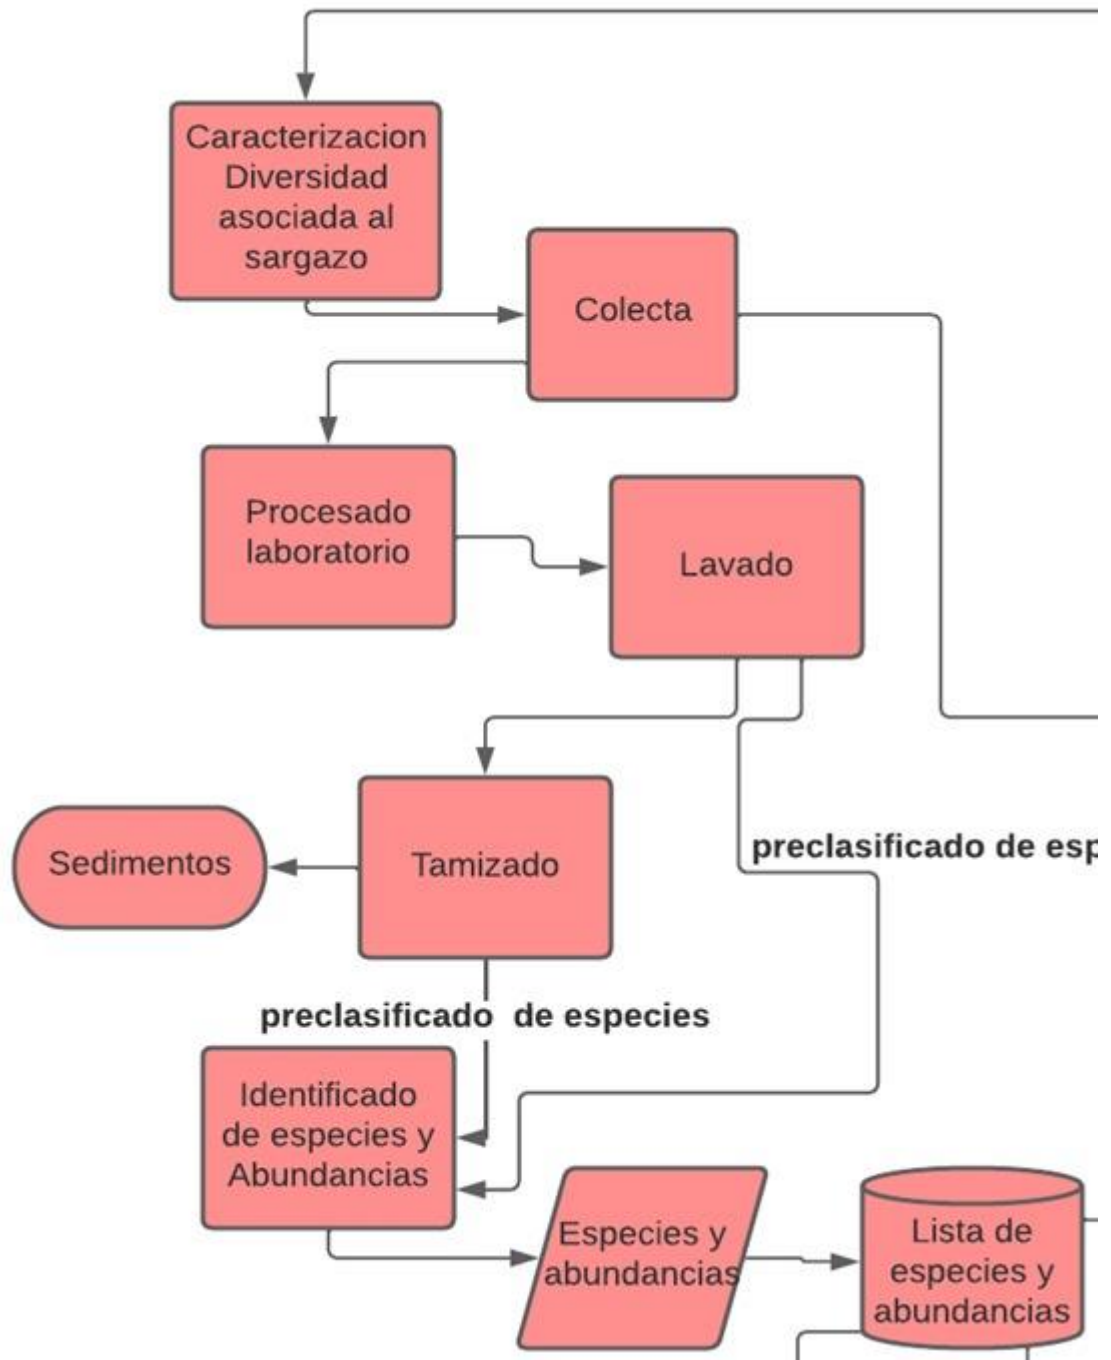 Caracterizacion
Diversidad
asociada al
sargazo
Colecta
Procesado
laboratorio
Lavado
Sedimentos
Tamizado
preclasificado de esp
preclasificado de especies
Identificado
de especies y
Abundancias
Especies y
abundancias
Lista de
especies y
abundancias